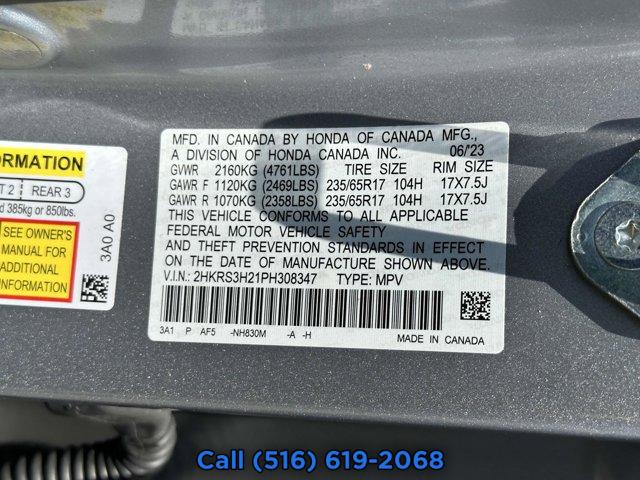 ORMATION
T 2 REAR 3
d 385kg or 850lbs.
SEE OWNER'S
MANUAL FOR
ADDITIONAL
INFORMATION
3A0 A0
MFD. IN CANADA BY HONDA OF CANADA MFG.,
A DIVISION OF HONDA CANADA INC. 06/23
GVWR 2160KG (4761LBS) TIRE SIZE RIM SIZE
GAWR F 1120KG (2469LBS) 235/65R17 104H 17X7.5J
GAWR R 1070KG (2358LBS) 235/65R17 104H 17X7.5J
THIS VEHICLE CONFORMS TO ALL APPLICABLE
FEDERAL MOTOR VEHICLE SAFETY
AND THEFT PREVENTION STANDARDS IN EFFECT
ON THE DATE OF MANUFACTURE SHOWN ABOVE.
V.I.N.: 2HKRS3H21PH308347 TYPE: MPV
3A1 P AF5 -NH830M -A -H
MADE IN CANADA
Call (516) 619-2068